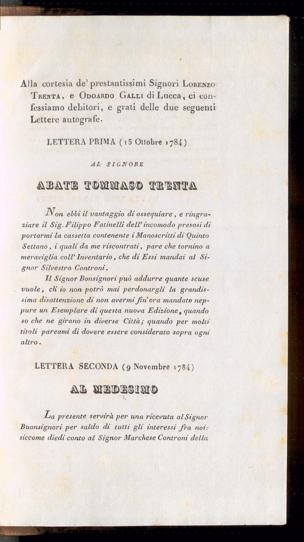 Alla cortesia de' prestantissimi Signori Lorenzo
Trenta, e Odoardo Galli di Lucca, ci con-
fessiamo debitori, e grati delle due seguenti
Lettere autografe.
LETTERA PRIMA (15 Ottobre 1784)
AL SIGNORE
ABATE TOMMASO TRENTA
Non ebbi il vantaggio di ossequiare, e ringra-
ziare il Sig. Filippo Fatinelli dell'incomodo presosi di
portarmi la cassetta contenente i Manoscritti di Quinto
Settano, i quali da me riscontrati, pare che tornino a
meraviglia coll'Inventario, che di Essi mandai al Si-
gnor Silvestro Controni.
Il Signor Bonsignori può addurre quante scuse
vuole, ch'io non potrò mai perdonargli la grandis-
sima disattenzione di non avermi fin'ora mandato nep-
pure un Esemplare di questa nuova Edizione, quando
so che ne girano in diverse Città; quando per molti
titoli pareami di dovere essere considerato sopra ogni
altro.
LETTERA SECONDA (9 Novembre 1784)
AL MEDESIMO
La presente servirà per una ricevuta al Signor
Buonsignori per saldo di tutti gli interessi fra noi:
siccome diedi conto al Signor Marchese Controni della